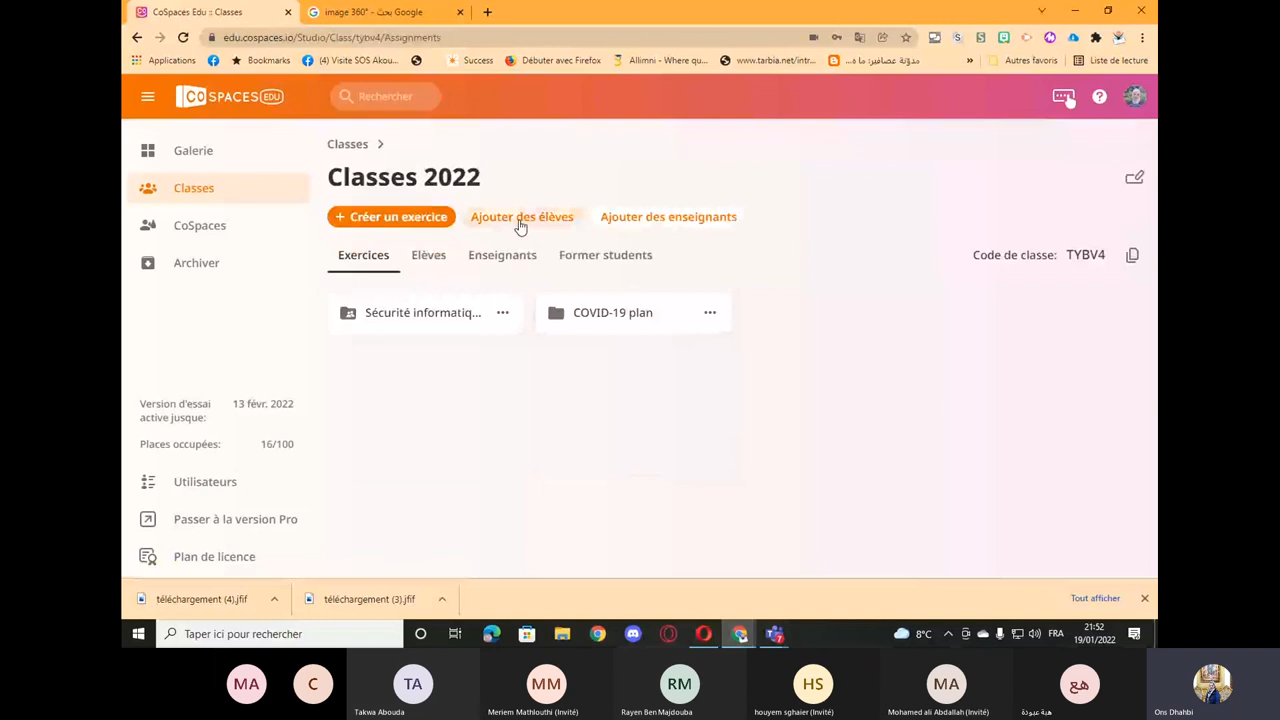 CoSpaces Edu :: Classes
image 360° - بحث Google
edu.cospaces.io/Studio/Class/tybv4/Assignments
Applications
Bookmarks
(4) Visite SOS Akou...
Success
Débuter avec Firefox
Allimni - Where qu...
www.tarbia.net/intr...
مدوّنة عصافير: ما ه...
»
Autres favoris
Liste de lecture
COSPACES EDU
Rechercher
Galerie
Classes
CoSpaces
Archiver
Version d'essai active jusque: 13 févr. 2022
Places occupées: 16/100
Utilisateurs
Passer à la version Pro
Plan de licence
Classes
Classes 2022
+ Créer un exercice
Ajouter des élèves
Ajouter des enseignants
Exercices
Elèves
Enseignants
Former students
Code de classe: TYBV4
Sécurité informatiq...
COVID-19 plan
téléchargement (4).jfif
téléchargement (3).jfif
Tout afficher
Taper ici pour rechercher
8°C
FRA
21:52
19/01/2022
MA
C
TA
Takwa Abouda
MM
Meriem Mathlouthi (Invité)
RM
Rayen Ben Majdouba
HS
houyem sghaier (Invité)
MA
Mohamed ali Abdallah (Invité)
هع
هبة عبودة
Ons Dhahbi